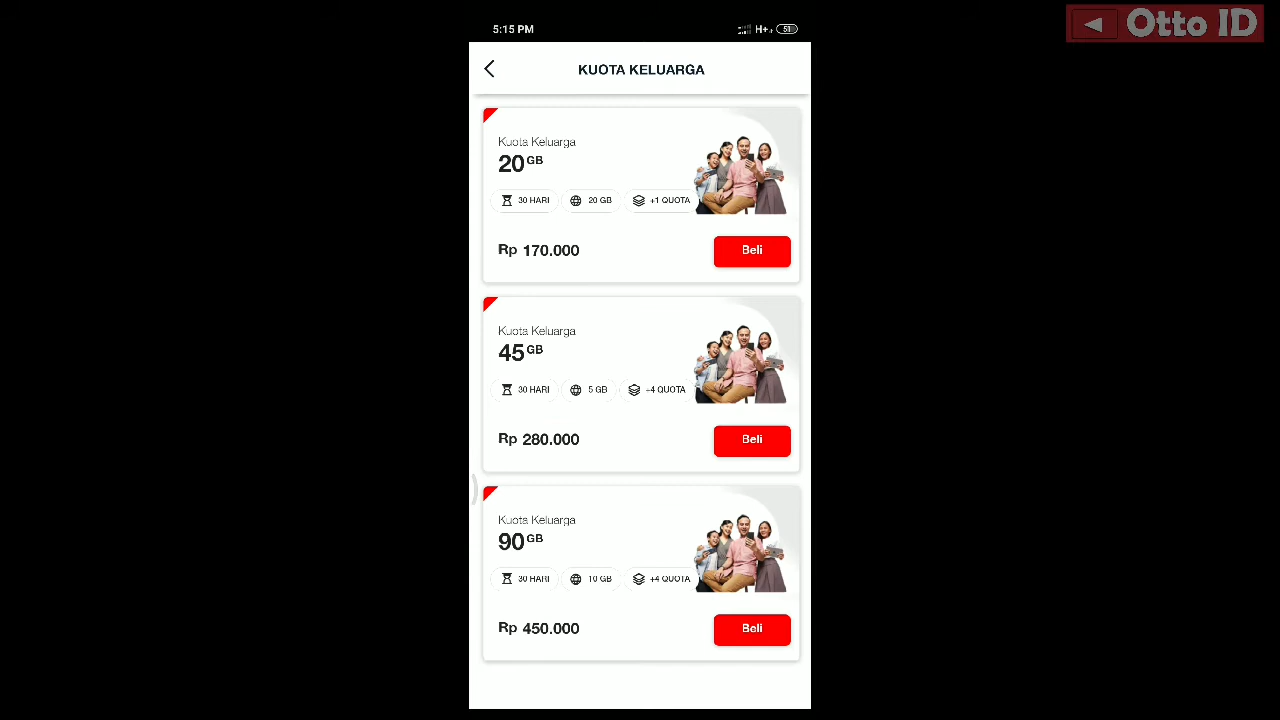 Otto ID
5:15 PM H+ 51
KUOTA KELUARGA
Kuota Keluarga
20 GB
30 HARI 20 GB +1 QUOTA
Rp 170.000 Beli
Kuota Keluarga
45 GB
30 HARI 5 GB +4 QUOTA
Rp 280.000 Beli
Kuota Keluarga
90 GB
30 HARI 10 GB +4 QUOTA
Rp 450.000 Beli